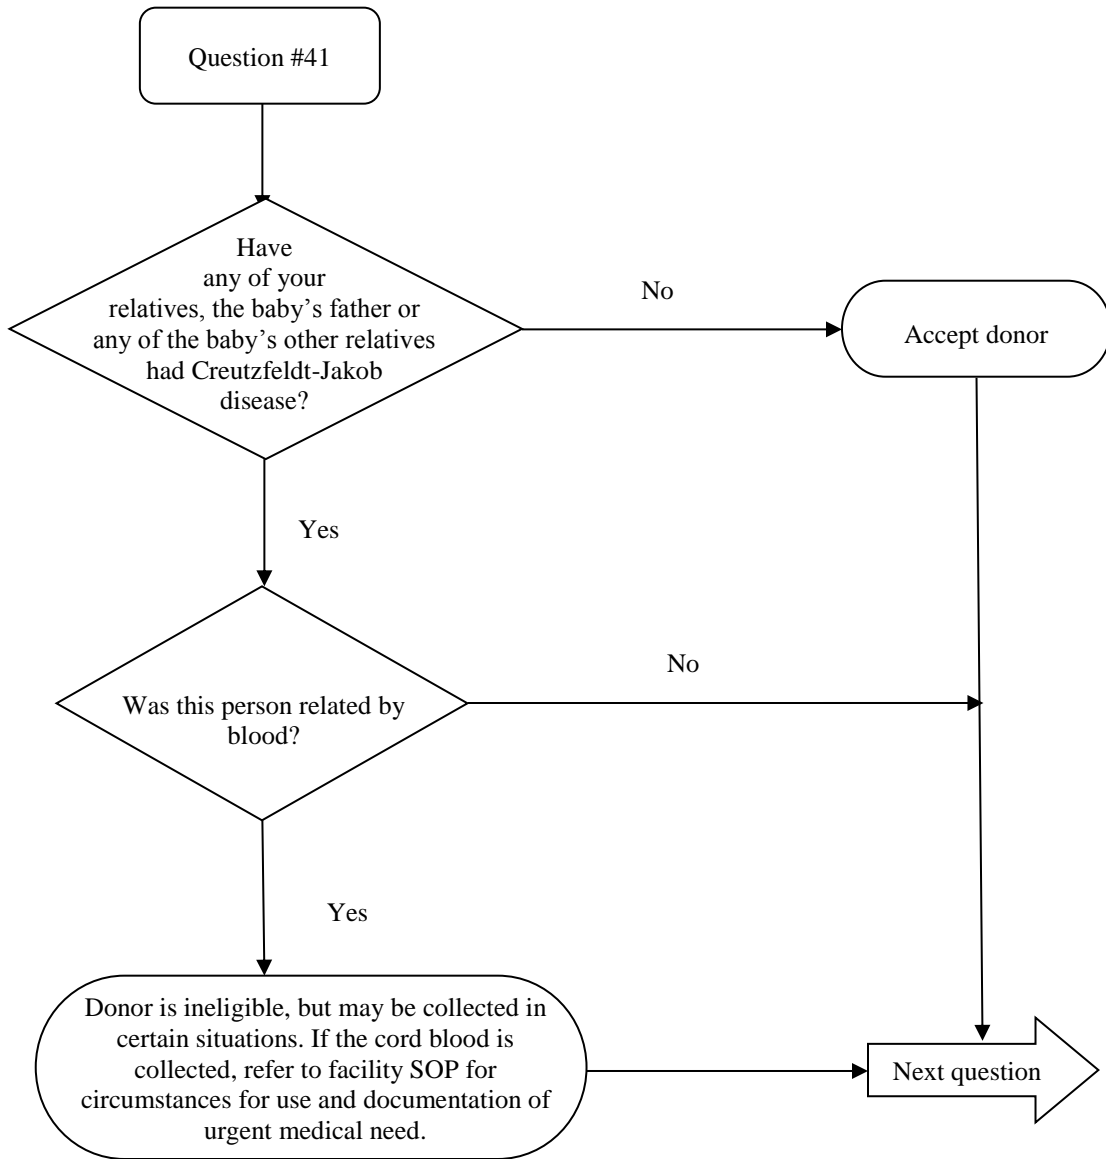 Question #41
Have
any of your
relatives, the baby’s father or
any of the baby’s other relatives
had Creutzfeldt-Jakob
disease?
No
Accept donor
Yes
Was this person related by
blood?
No
Yes
Donor is ineligible, but may be collected in
certain situations. If the cord blood is
collected, refer to facility SOP for
circumstances for use and documentation of
urgent medical need.
Next question